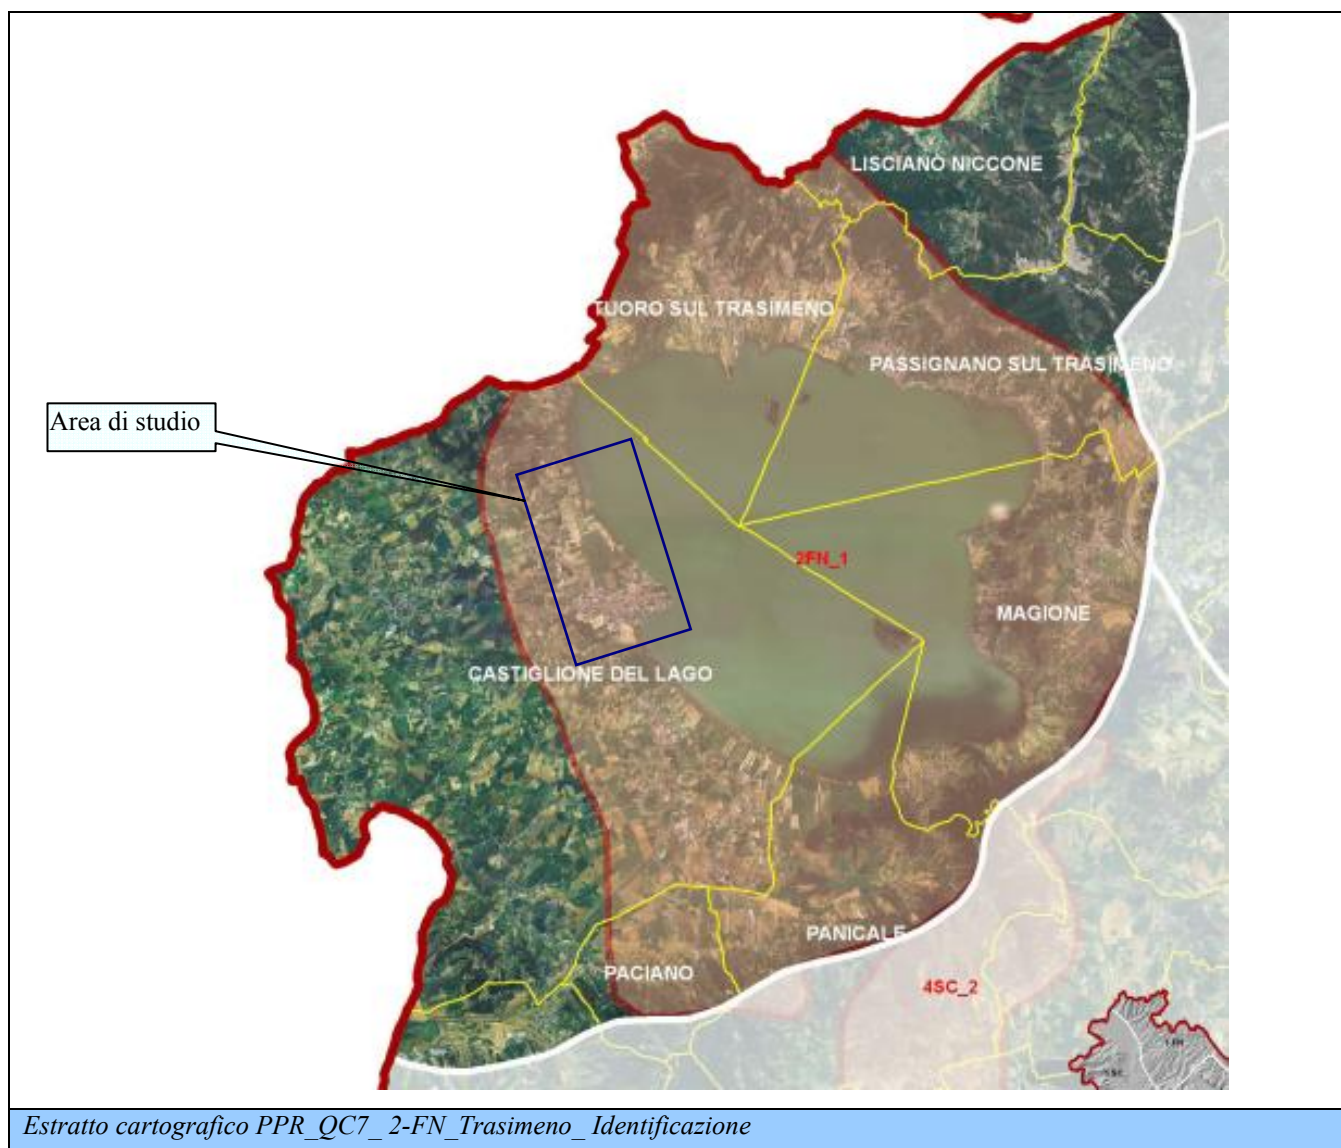 LISCIANO NICCONE
TUORO SUL TRASIMENO
PASSIGNANO SUL TRASIMENO
Area di studio
2FN_1
MAGIONE
CASTIGLIONE DEL LAGO
PANICALE
PACIANO
4SC_2
Estratto cartografico PPR_QC7_ 2-FN_Trasimeno_ Identificazione